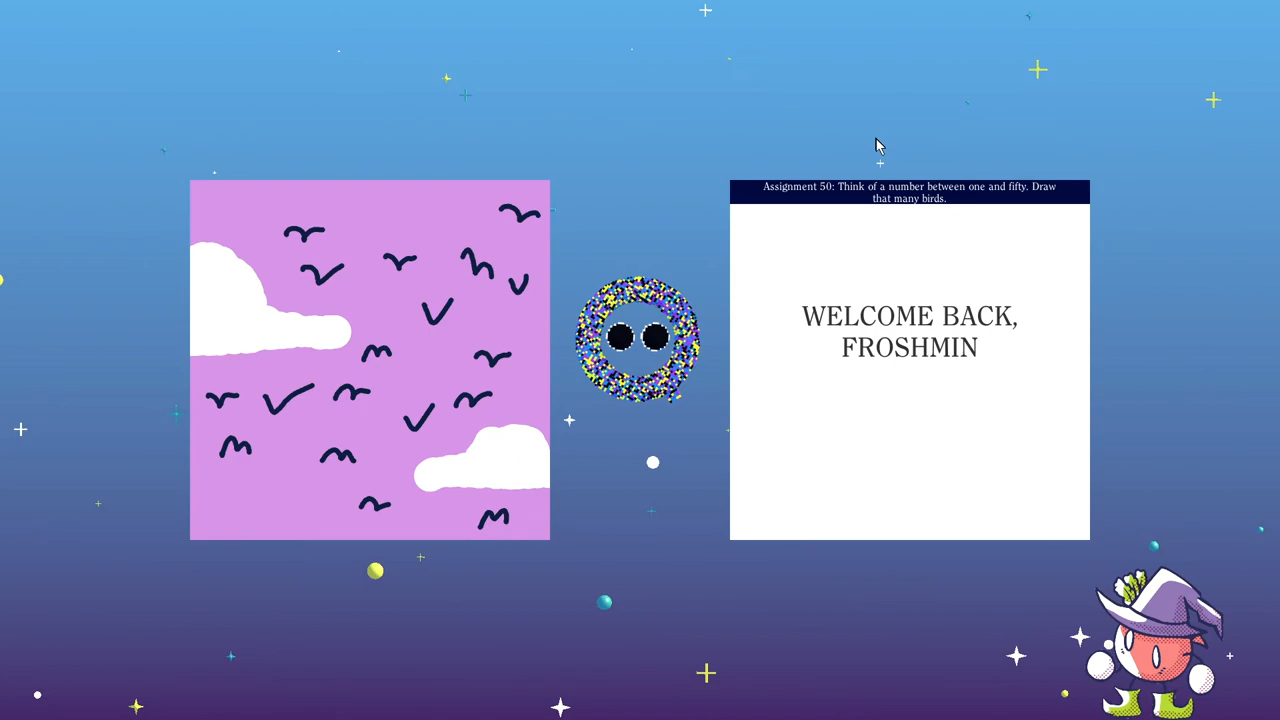 Assignment 50: Think of a number between one and fifty. Draw
that many birds.
WELCOME BACK,
FROSHMIN